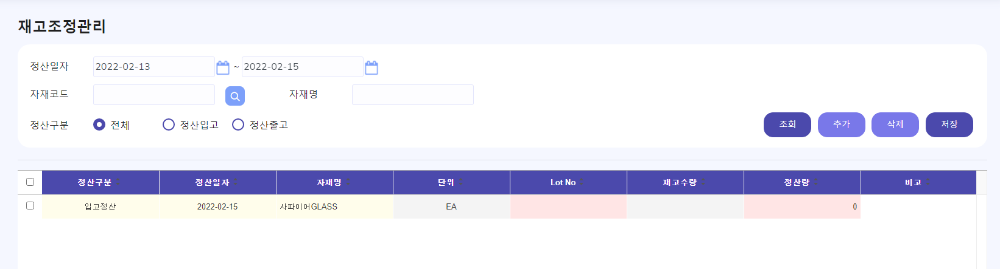 재고조정관리
정산일자 2022-02-13 ~ 2022-02-15
자재코드 자재명
정산구분 전체 정산입고 정산출고 조회 추가 삭제 저장
정산구분 정산일자 자재명 단위 Lot No 재고수량 정산량 비고
입고정산 2022-02-15 사파이어GLASS EA 0